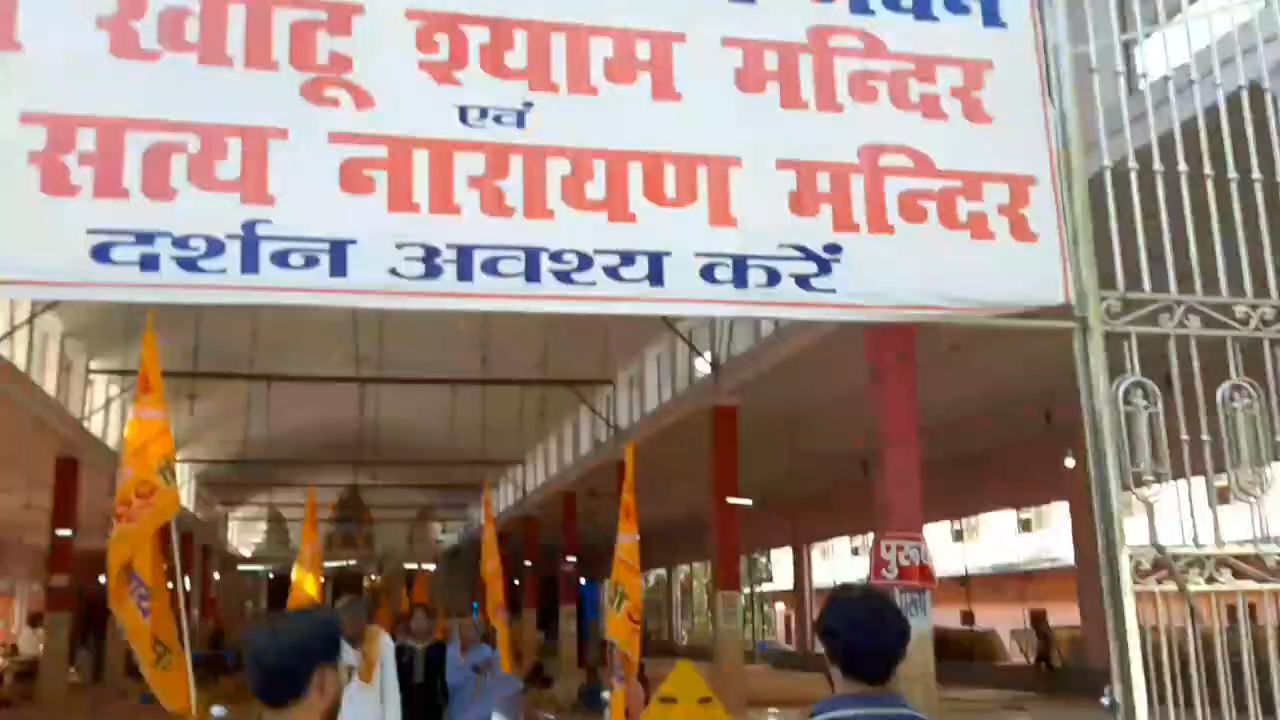 खाटू श्याम मन्दिर
एवं
सत्य नारायण मन्दिर
दर्शन अवश्य करें